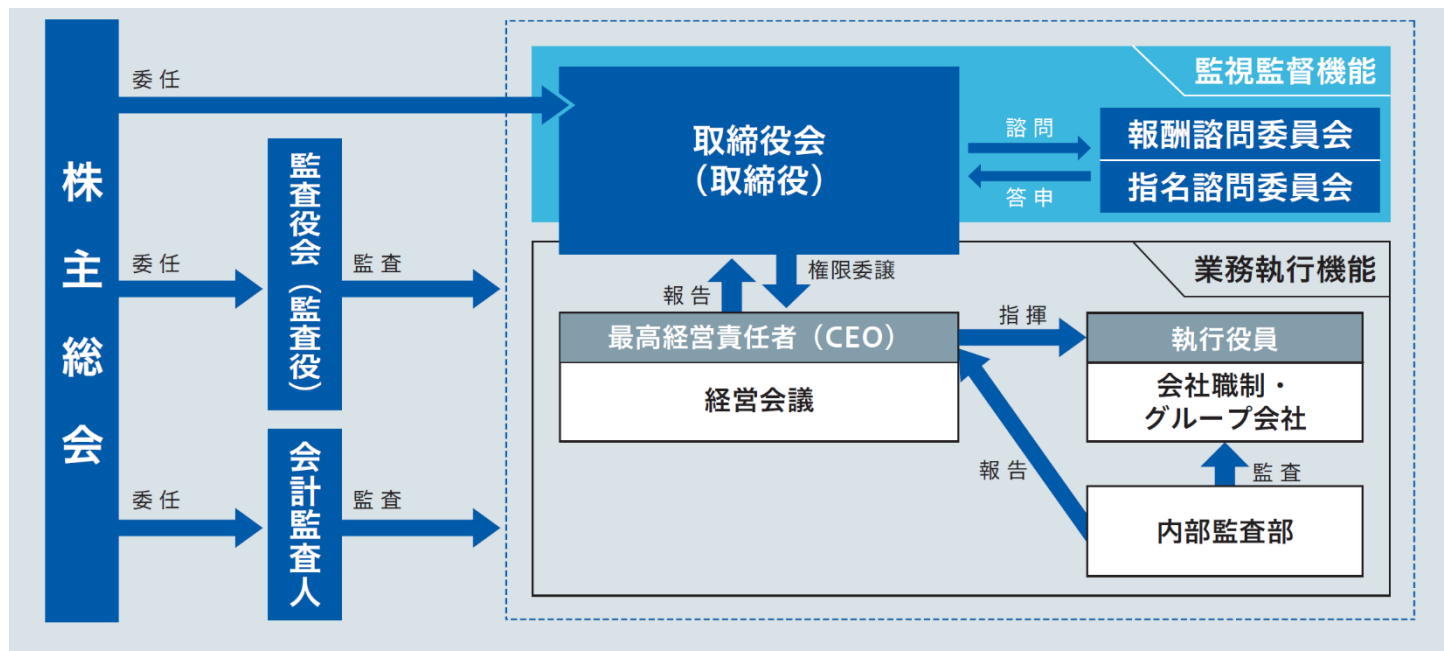 株主総会
委任
委任
委任
監査役会（監査役）
会計監査人
監査
監査
監視監督機能
取締役会
（取締役）
諮問
答申
報酬諮問委員会
指名諮問委員会
業務執行機能
報告
権限委譲
最高経営責任者（CEO）
経営会議
指揮
執行役員
会社職制・
グループ会社
報告
監査
内部監査部